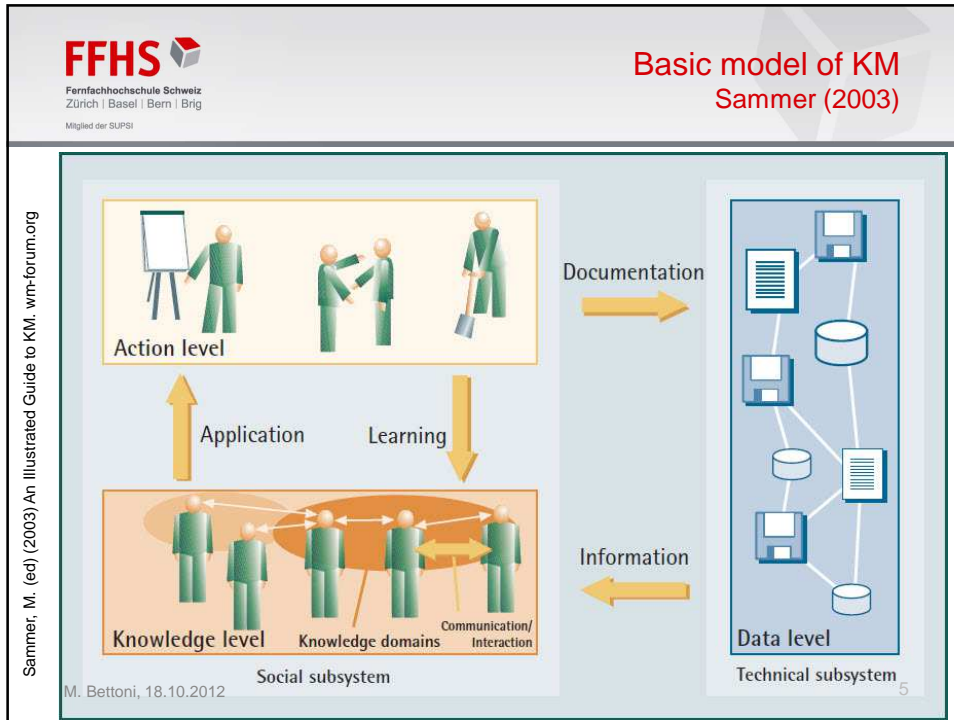 FFHS
Fernfachhochschule Schweiz
Zürich | Basel | Bern | Brig
Mitglied der SUPSI
Basic model of KM
Sammer (2003)
Sammer, M. (ed) (2003) An Illustrated Guide to KM. wm-forum.org
Action level
Documentation
Application
Learning
Information
Knowledge level
Knowledge domains
Communication/
Interaction
Data level
Social subsystem
Technical subsystem
M. Bettoni, 18.10.2012
5